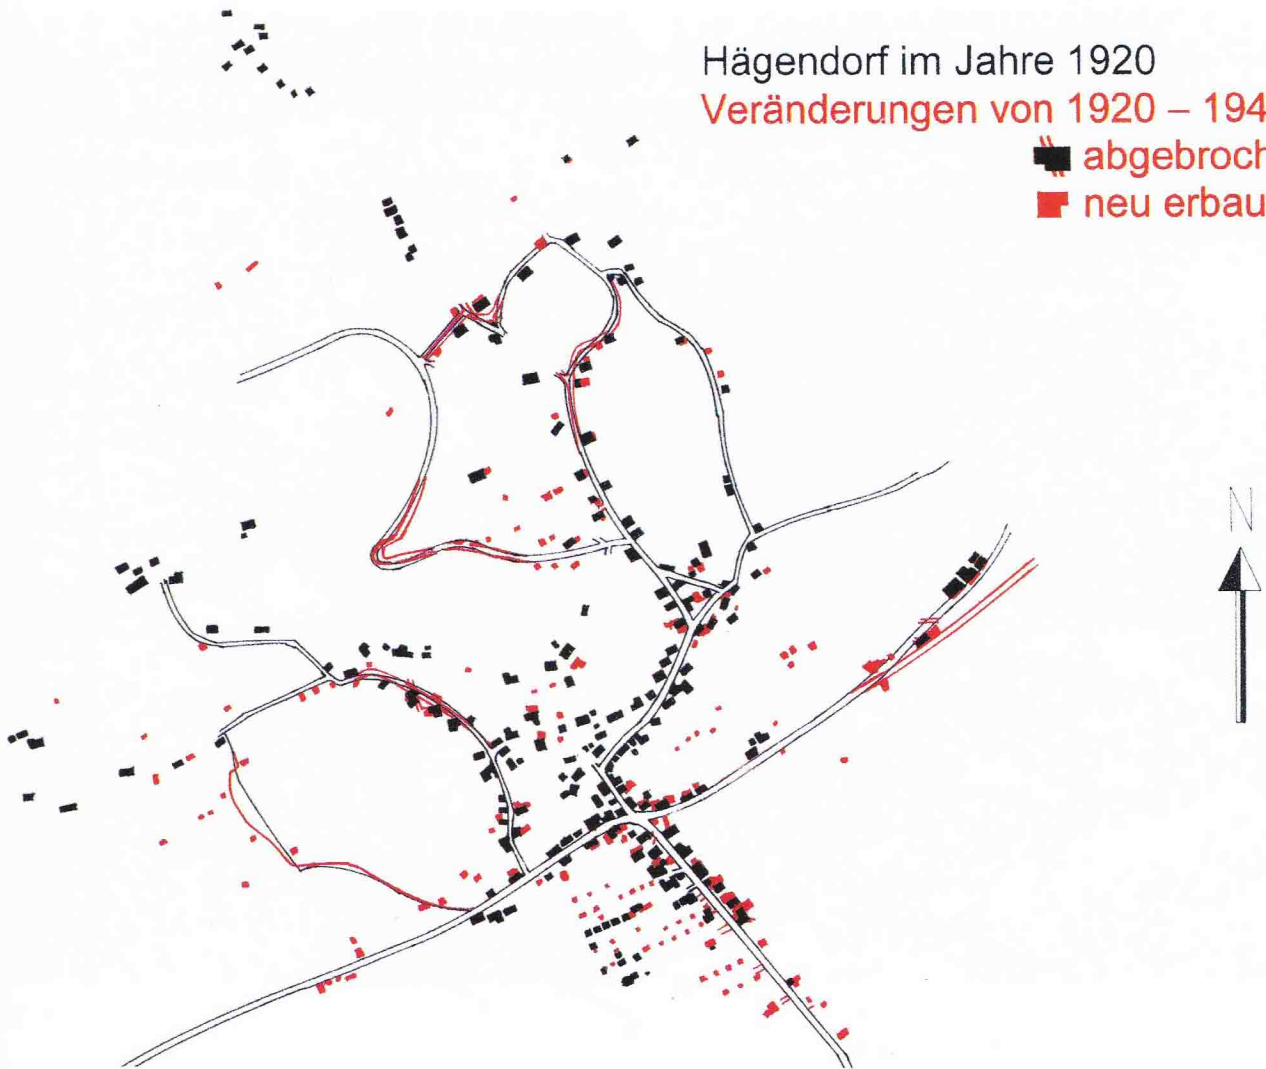 Hägendorf im Jahre 1920
Veränderungen von 1920 – 194
abgebroch
neu erbau
N